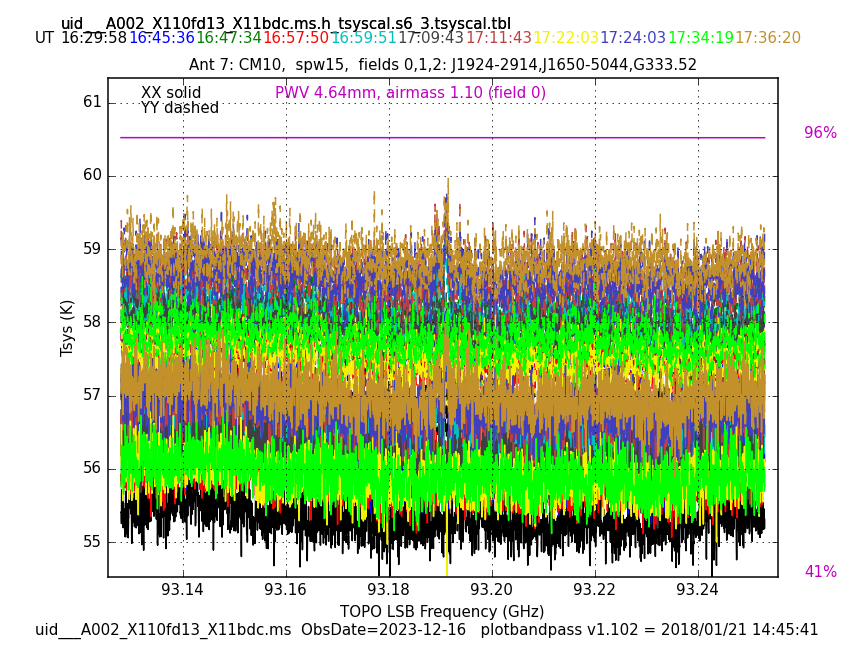 uid___A002_X110fd13_X11bdc.ms.h_tsyscal.s6_3.tsyscal.tbl
UT 16:29:58 16:45:36 16:47:34 16:57:50 16:59:51 17:09:43 17:11:43 17:22:03 17:24:03 17:34:19 17:36:20
Ant 7: CM10,  spw15,  fields 0,1,2: J1924-2914,J1650-5044,G333.52
XX solid
PWV 4.64mm, airmass 1.10 (field 0)
YY dashed
61
96%
60
59
58
57
56
55
Tsys (K)
41%
93.14 93.16 93.18 93.20 93.22 93.24
TOPO LSB Frequency (GHz)
uid___A002_X110fd13_X11bdc.ms  ObsDate=2023-12-16   plotbandpass v1.102 = 2018/01/21 14:45:41